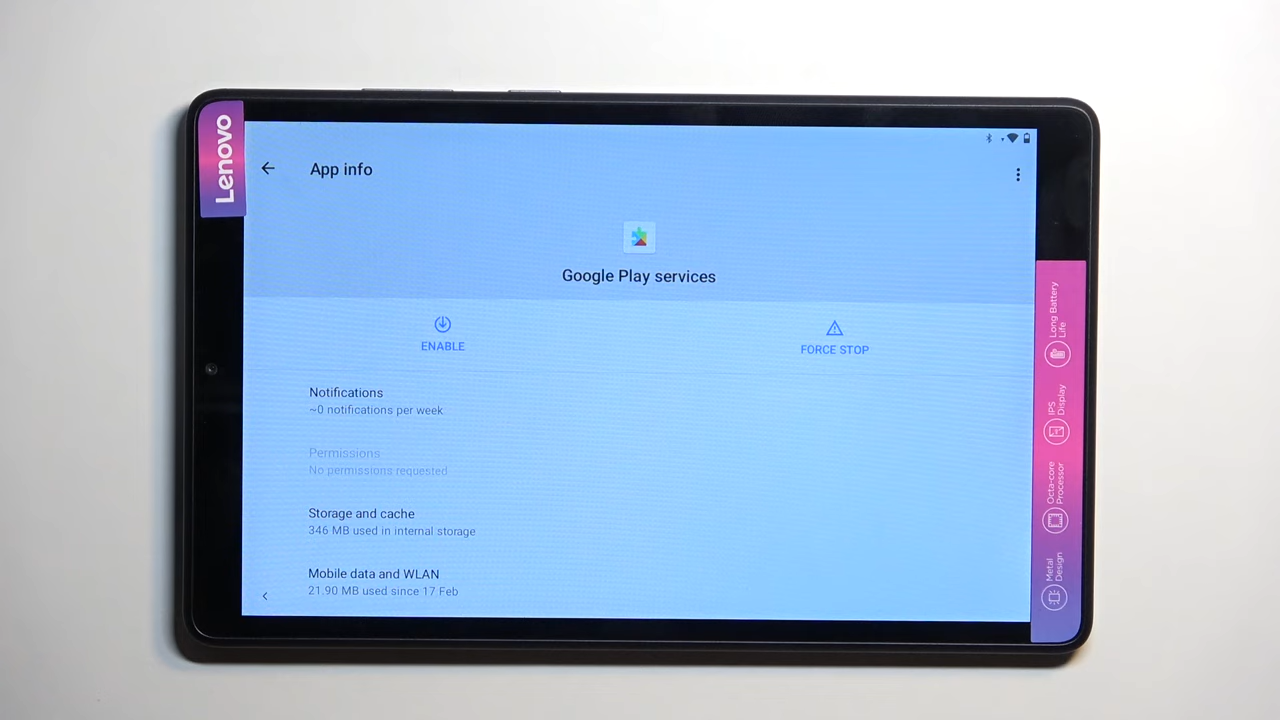 Lenovo
App info
Google Play services
ENABLE
FORCE STOP
Notifications
~0 notifications per week
Permissions
No permissions requested
Storage and cache
346 MB used in internal storage
Mobile data and WLAN
21.90 MB used since 17 Feb
Long Battery
Life
IPS
Display
Octa-core
Processor
Metal
Design